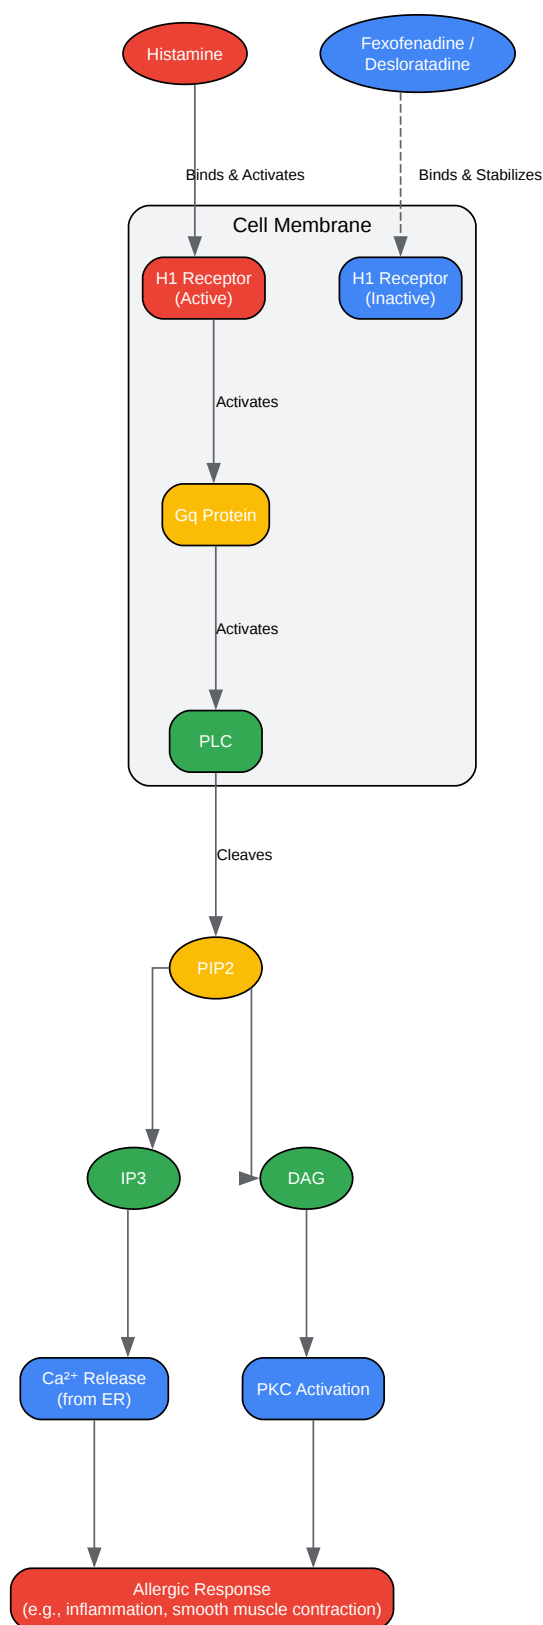 Histamine
Fexofenadine /
Desloratadine
Binds & Activates
Binds & Stabilizes
Cell Membrane
H1 Receptor
(Active)
H1 Receptor
(Inactive)
Activates
Gq Protein
Activates
PLC
Cleaves
PIP2
IP3
DAG
Ca²⁺ Release
(from ER)
PKC Activation
Allergic Response
(e.g., inflammation, smooth muscle contraction)